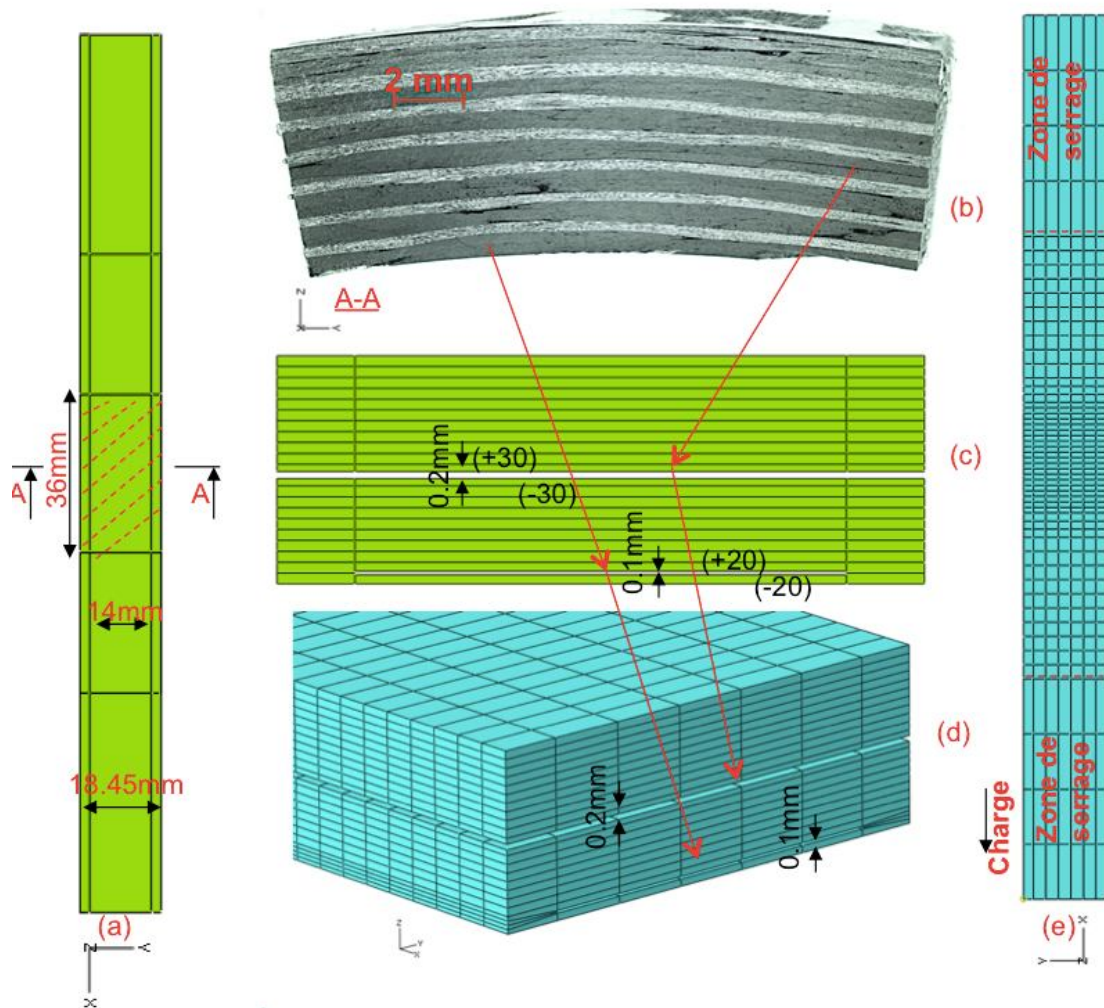 36mm
A
A
14mm
18.45mm
(a)
Z
Y
X
2 mm
(b)
Z
X
Y
A-A
(c)
0.2mm
(+30)
(-30)
0.1mm
(+20)
(-20)
(d)
0.2mm
0.1mm
Z
Y
X
Zone de
serrage
Charge
Zone de
serrage
(e)
X
Y
Z